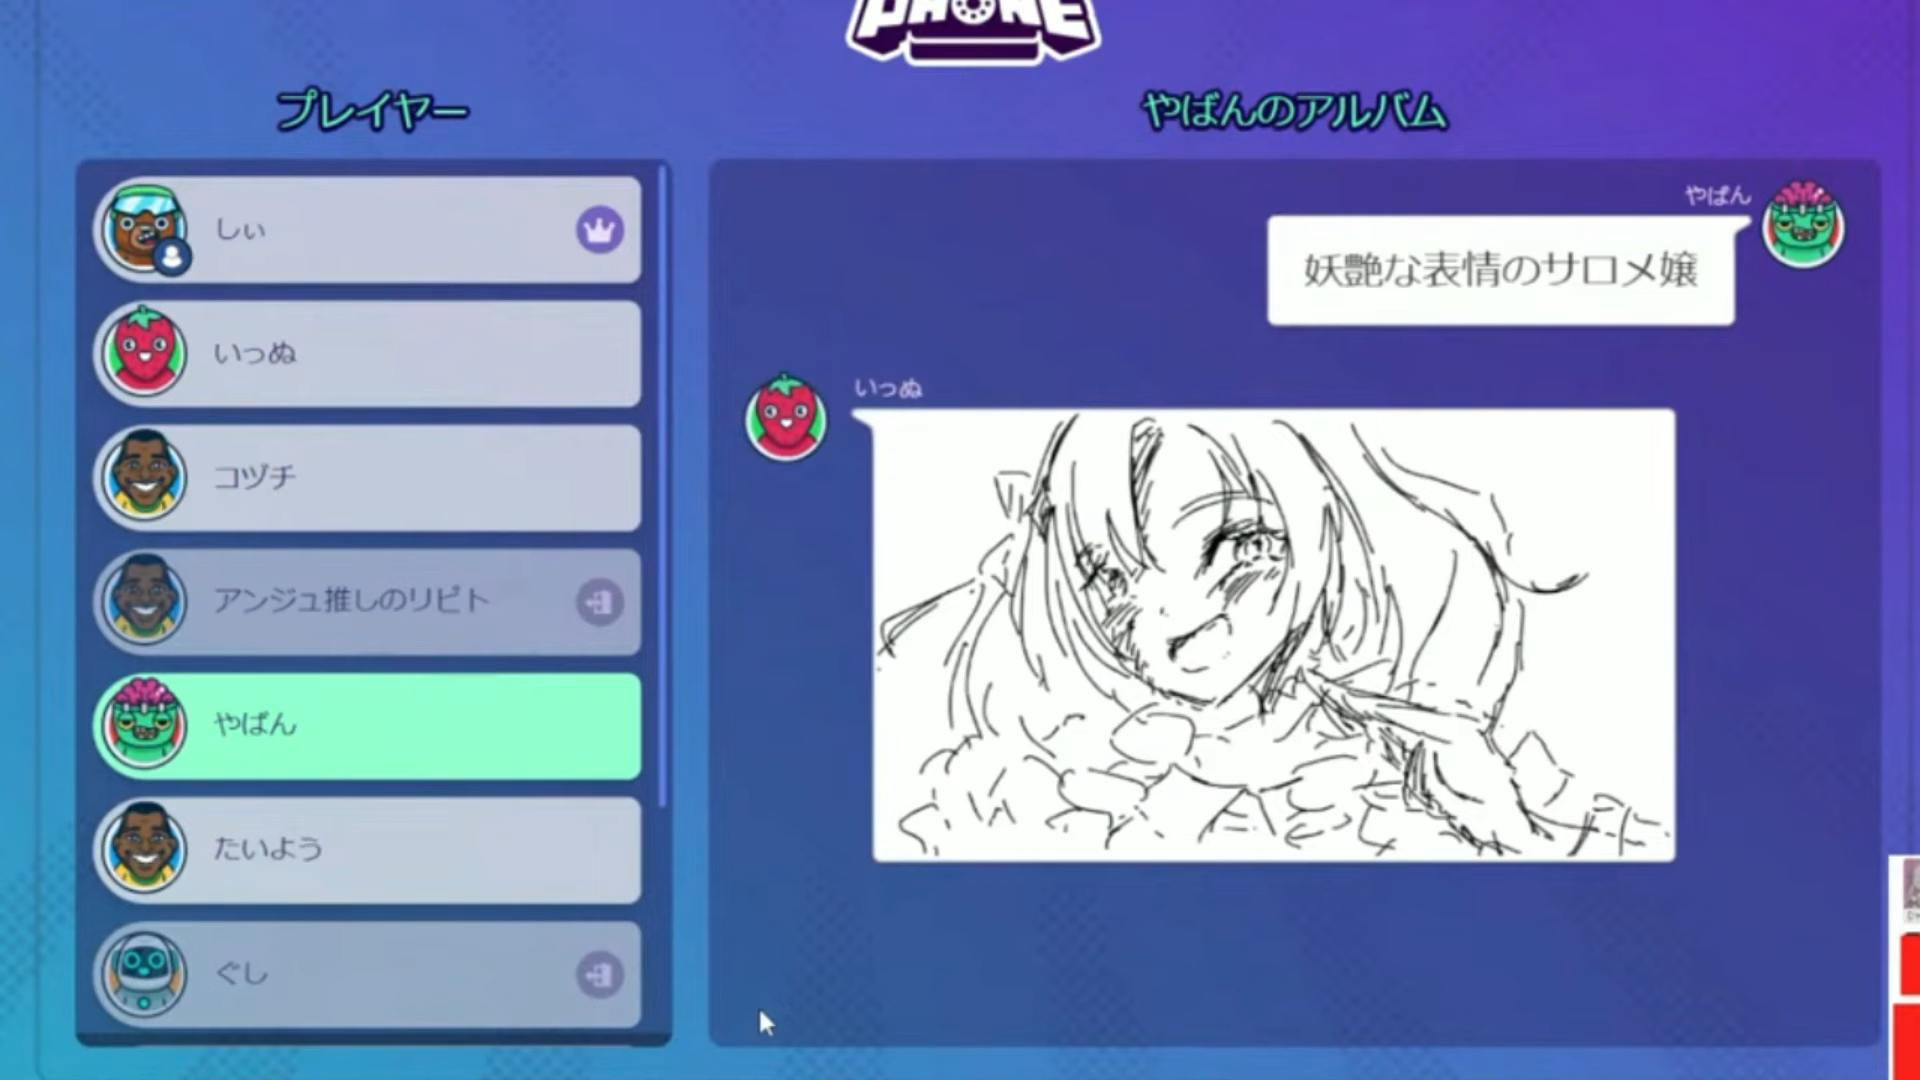 PHONE
プレイヤー
やばんのアルバム
しぃ
いっぬ
コヅチ
アンジュ推しのリピト
やばん
たいよう
ぐし
やばん
妖艶な表情のサロメ嬢
いっぬ